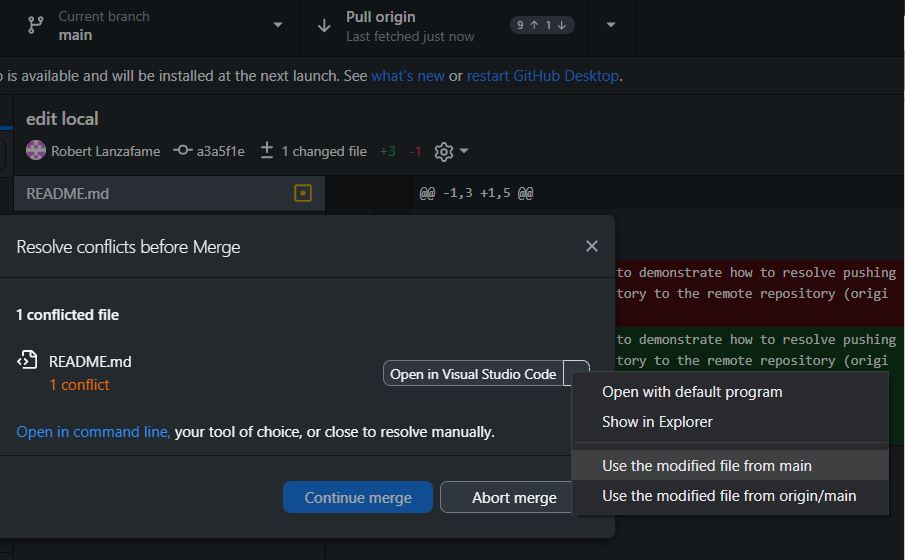 Current branch
main
Pull origin
Last fetched just now
9 ↑ 1 ↓
is available and will be installed at the next launch. See what's new or restart GitHub Desktop.
edit local
Robert Lanzafame a3a5f1e 1 changed file +3 -1
README.md
@@ -1,3 +1,5 @@
Resolve conflicts before Merge
to demonstrate how to resolve pushing
tory to the remote repository (origi
1 conflicted file
to demonstrate how to resolve pushing
tory to the remote repository (origi
README.md
1 conflict
Open in Visual Studio Code
Open with default program
Show in Explorer
Open in command line, your tool of choice, or close to resolve manually.
Use the modified file from main
Use the modified file from origin/main
Continue merge
Abort merge